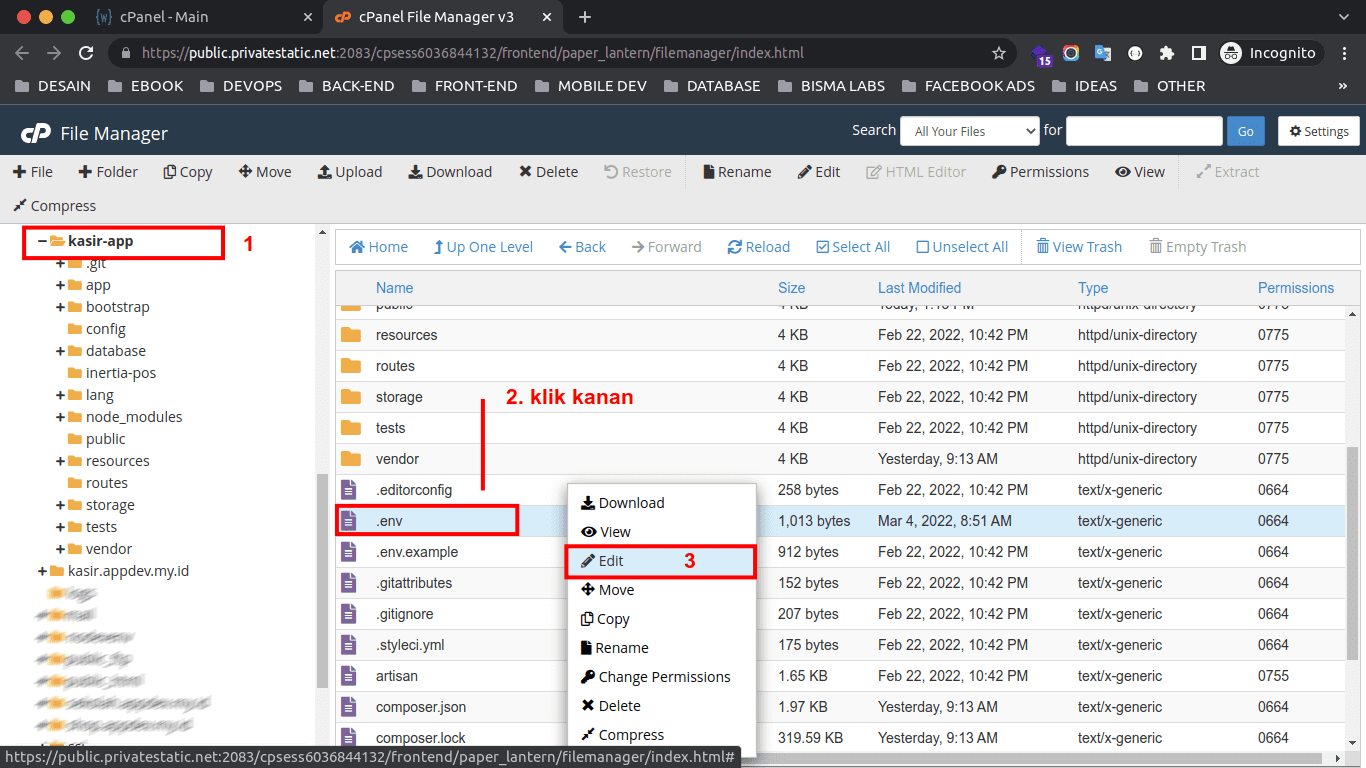 cPanel - Main
cPanel File Manager v3
https://public.privatestatic.net:2083/cpsess6036844132/frontend/paper_lantern/filemanager/index.html
15
Incognito
DESAIN EBOOK DEVOPS BACK-END FRONT-END MOBILE DEV DATABASE BISMA LABS FACEBOOK ADS IDEAS OTHER »
cP File Manager
Search All Your Files for Go Settings
File Folder Copy Move Upload Download Delete Restore Rename Edit HTML Editor Permissions View Extract
Compress
kasir-app 1
.git
app
bootstrap
config
database
inertia-pos
lang
node_modules
public
resources
routes
storage
tests
vendor
kasir.appdev.my.id
Home Up One Level Back Forward Reload Select All Unselect All View Trash Empty Trash
Name Size Last Modified Type Permissions
public 4 KB Today, 1:16 PM httpd/unix-directory 0775
resources 4 KB Feb 22, 2022, 10:42 PM httpd/unix-directory 0775
routes 4 KB Feb 22, 2022, 10:42 PM httpd/unix-directory 0775
storage 4 KB Feb 22, 2022, 10:42 PM httpd/unix-directory 0775
2. klik kanan
tests 4 KB Feb 22, 2022, 10:42 PM httpd/unix-directory 0775
vendor 4 KB Yesterday, 9:13 AM httpd/unix-directory 0775
.editorconfig 258 bytes Feb 22, 2022, 10:42 PM text/x-generic 0664
.env 1,013 bytes Mar 4, 2022, 8:51 AM text/x-generic 0664
.env.example 912 bytes Feb 22, 2022, 10:42 PM text/x-generic 0664
.gitattributes 152 bytes Feb 22, 2022, 10:42 PM text/x-generic 0664
.gitignore 207 bytes Feb 22, 2022, 10:42 PM text/x-generic 0664
.styleci.yml 175 bytes Feb 22, 2022, 10:42 PM text/x-generic 0664
artisan 1.65 KB Feb 22, 2022, 10:42 PM text/x-generic 0755
composer.json 1.97 KB Yesterday, 9:13 AM text/x-generic 0664
composer.lock 319.59 KB Yesterday, 9:13 AM text/x-generic 0664
Download
View
Edit 3
Move
Copy
Rename
Change Permissions
Delete
Compress
https://public.privatestatic.net:2083/cpsess6036844132/frontend/paper_lantern/filemanager/index.html#